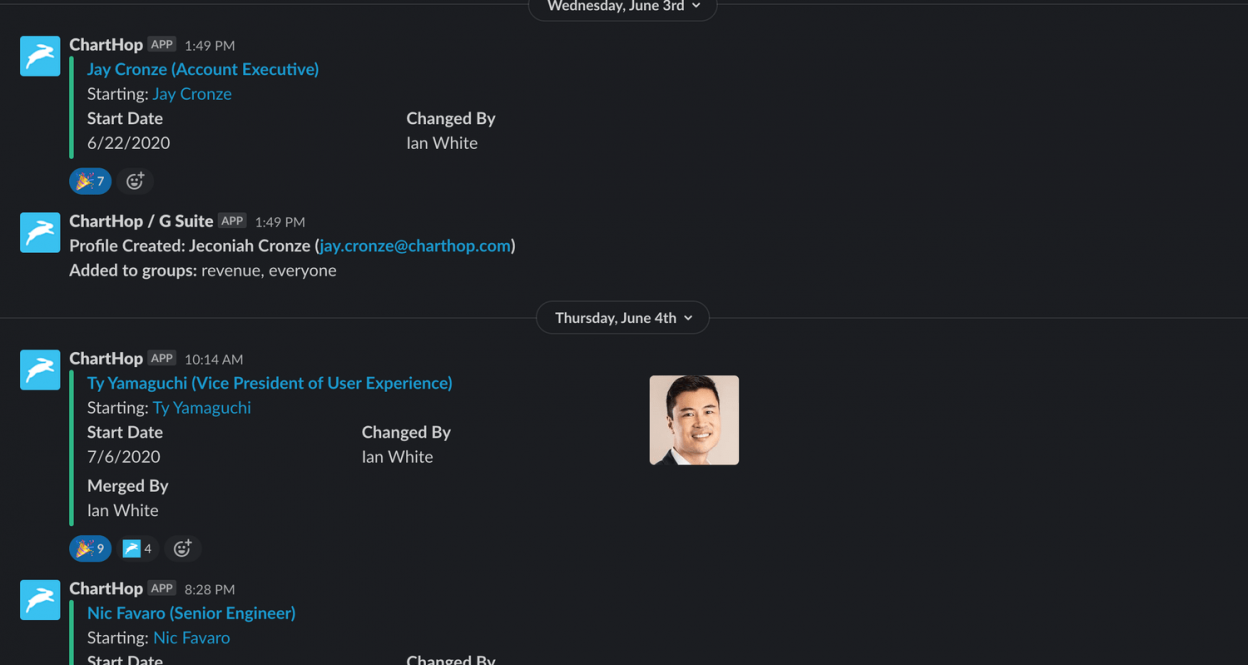 Wednesday, June 3rd
ChartHop APP 1:49 PM
Jay Cronze (Account Executive)
Starting: Jay Cronze
Start Date Changed By
6/22/2020 Ian White
7
ChartHop / G Suite APP 1:49 PM
Profile Created: Jeconiah Cronze (jay.cronze@charthop.com)
Added to groups: revenue, everyone
Thursday, June 4th
ChartHop APP 10:14 AM
Ty Yamaguchi (Vice President of User Experience)
Starting: Ty Yamaguchi
Start Date Changed By
7/6/2020 Ian White
Merged By
Ian White
9 4
ChartHop APP 8:28 PM
Nic Favaro (Senior Engineer)
Starting: Nic Favaro
Start Date Changed By